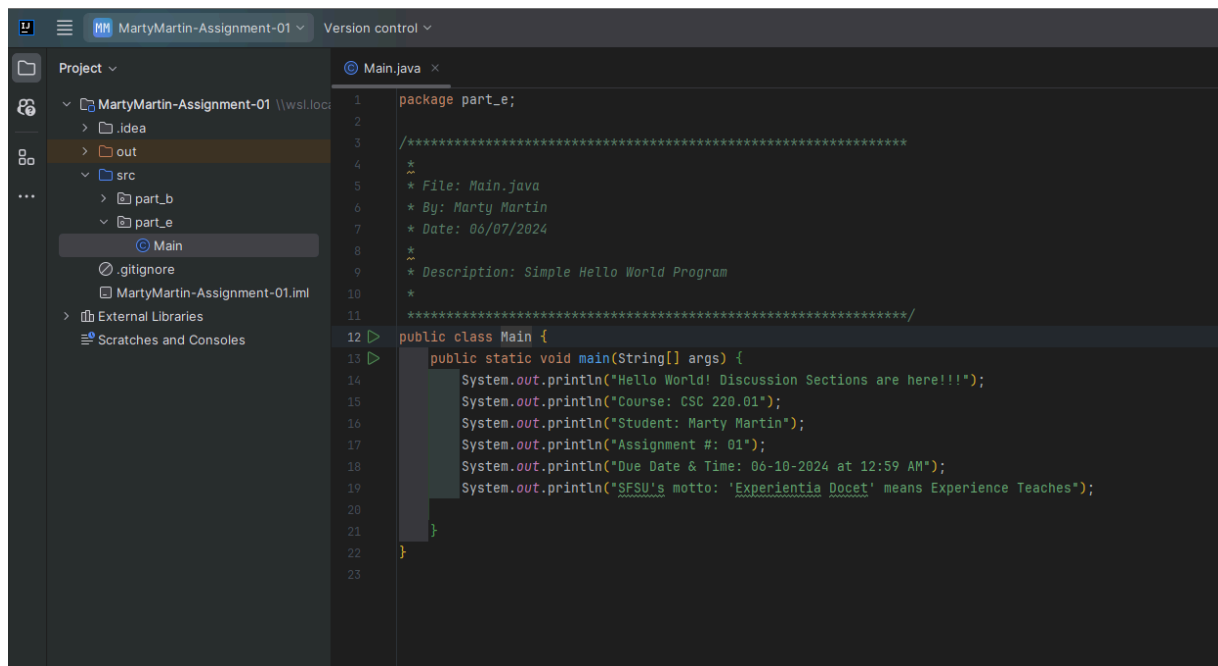 MM MartyMartin-Assignment-01 Version control
Project
Main.java
MartyMartin-Assignment-01 \\wsl.loca
.idea
out
src
part_b
part_e
Main
.gitignore
MartyMartin-Assignment-01.iml
External Libraries
Scratches and Consoles
1 package part_e;
2
3 /****************************************************************
4 *
5 * File: Main.java
6 * By: Marty Martin
7 * Date: 06/07/2024
8 *
9 * Description: Simple Hello World Program
10 *
11 ****************************************************************/
12 public class Main {
13 public static void main(String[] args) {
14 System.out.println("Hello World! Discussion Sections are here!!!");
15 System.out.println("Course: CSC 220.01");
16 System.out.println("Student: Marty Martin");
17 System.out.println("Assignment #: 01");
18 System.out.println("Due Date & Time: 06-10-2024 at 12:59 AM");
19 System.out.println("SFSU's motto: 'Experientia Docet' means Experience Teaches");
20
21 }
22 }
23